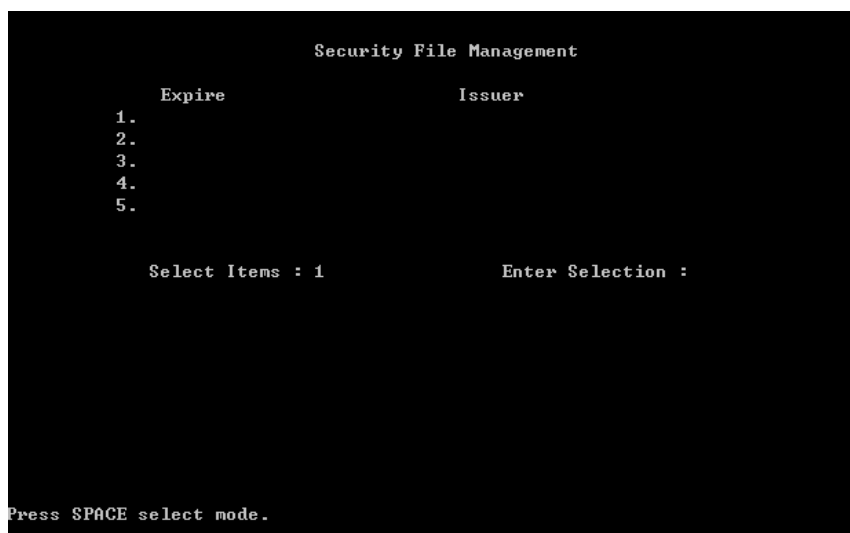 Security File Management
Expire Issuer
1.
2.
3.
4.
5.
Select Items : 1 Enter Selection :
Press SPACE select mode.